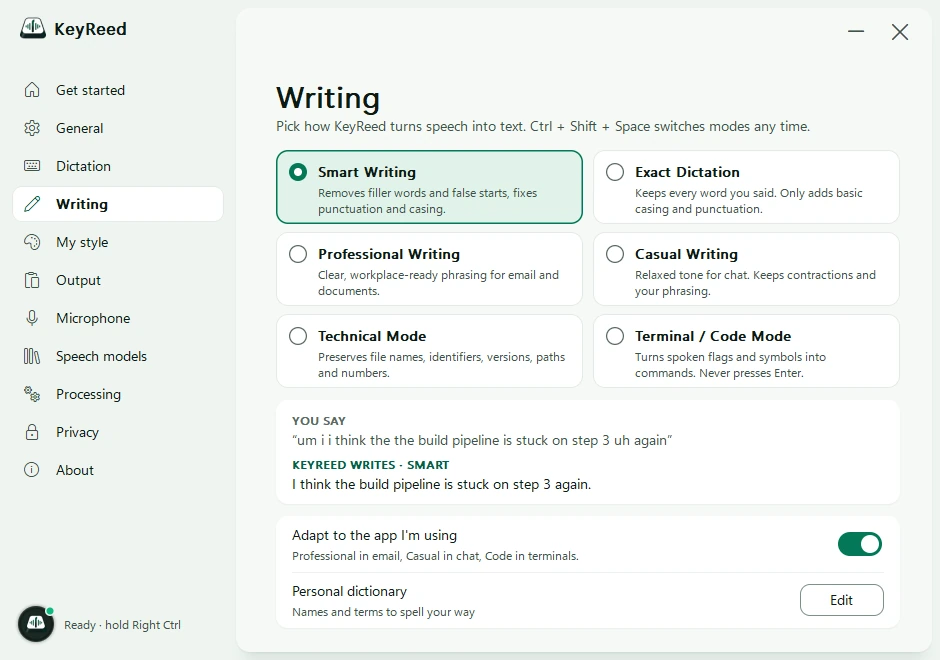 KeyReed
Get started
General
Dictation
Writing
My style
Output
Microphone
Speech models
Processing
Privacy
About
Ready · hold Right Ctrl
Writing
Pick how KeyReed turns speech into text. Ctrl + Shift + Space switches modes any time.
Smart Writing
Removes filler words and false starts, fixes
punctuation and casing.
Exact Dictation
Keeps every word you said. Only adds basic
casing and punctuation.
Professional Writing
Clear, workplace-ready phrasing for email and
documents.
Casual Writing
Relaxed tone for chat. Keeps contractions and
your phrasing.
Technical Mode
Preserves file names, identifiers, versions, paths
and numbers.
Terminal / Code Mode
Turns spoken flags and symbols into
commands. Never presses Enter.
YOU SAY
“um i i think the the build pipeline is stuck on step 3 uh again”
KEYREED WRITES · SMART
I think the build pipeline is stuck on step 3 again.
Adapt to the app I'm using
Professional in email, Casual in chat, Code in terminals.
Personal dictionary
Names and terms to spell your way
Edit